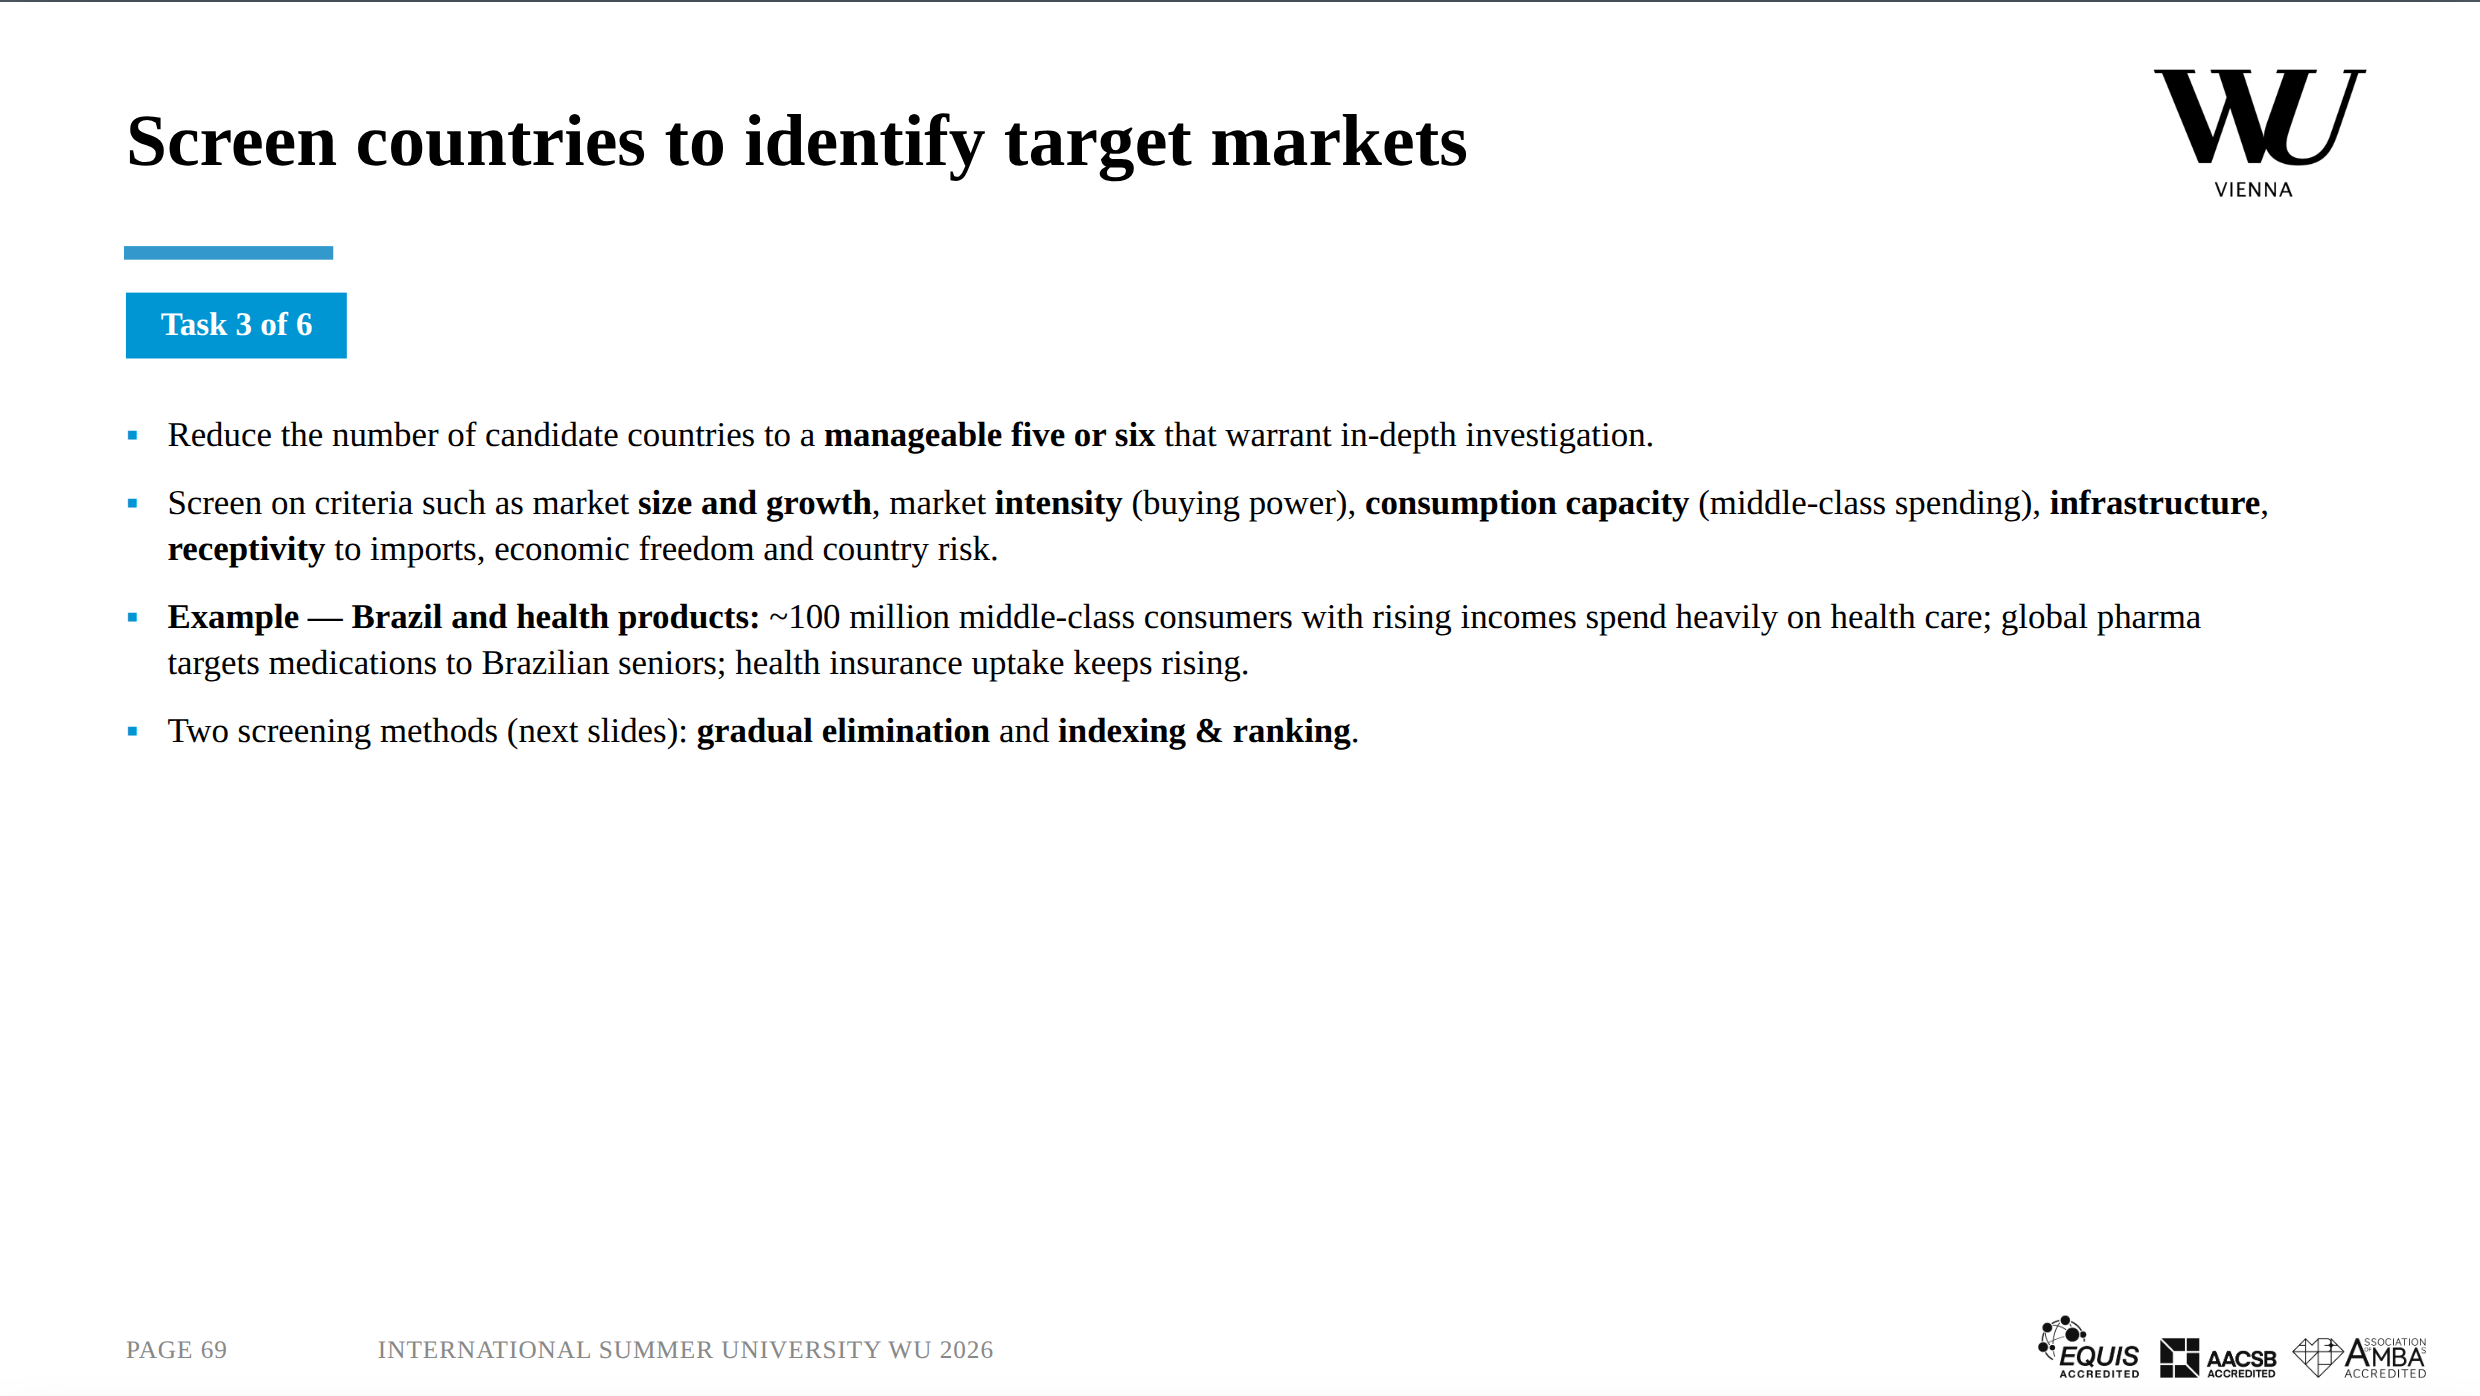 Screen countries to identify target markets
WU
VIENNA
Task 3 of 6
▪ Reduce the number of candidate countries to a manageable five or six that warrant in-depth investigation.
▪ Screen on criteria such as market size and growth, market intensity (buying power), consumption capacity (middle-class spending), infrastructure,
receptivity to imports, economic freedom and country risk.
▪ Example — Brazil and health products: ~100 million middle-class consumers with rising incomes spend heavily on health care; global pharma
targets medications to Brazilian seniors; health insurance uptake keeps rising.
▪ Two screening methods (next slides): gradual elimination and indexing & ranking.
PAGE 69 INTERNATIONAL SUMMER UNIVERSITY WU 2026
EQUIS
ACCREDITED
AACSB
ACCREDITED
ASSOCIATION
OF AMBAS
ACCREDITED